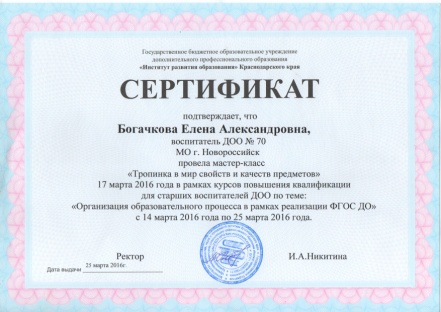 Государственное бюджетное образовательное учреждение
дополнительного профессионального образования
«Институт развития образования» Краснодарского края
СЕРТИФИКАТ
подтверждает, что
Богачкова Елена Александровна,
воспитатель ДОО № 70
МО г. Новороссийск
провела мастер-класс
«Тропинка в мир свойств и качеств предметов»
17 марта 2016 года в рамках курсов повышения квалификации
для старших воспитателей ДОО по теме:
«Организация образовательного процесса в рамках реализации ФГОС ДО»
с 14 марта 2016 года по 25 марта 2016 года.
Ректор И.А.Никитина
Дата выдачи 25 марта 2016г.